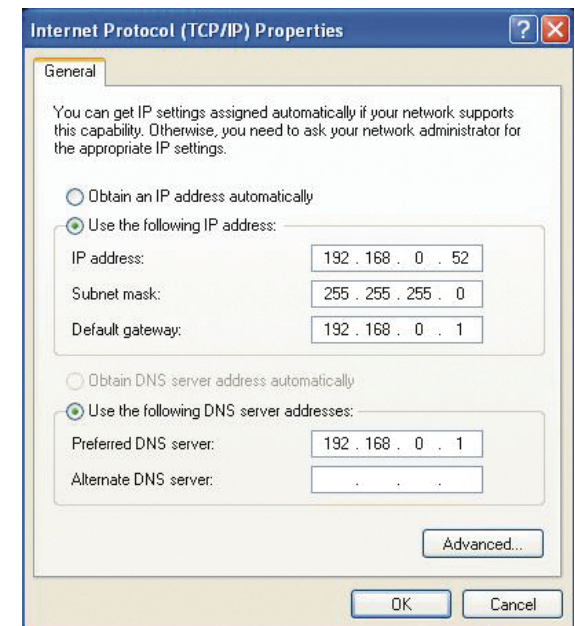 Internet Protocol (TCP/IP) Properties
General
You can get IP settings assigned automatically if your network supports
this capability. Otherwise, you need to ask your network administrator for
the appropriate IP settings.
Obtain an IP address automatically
Use the following IP address:
IP address: 192 . 168 . 0 . 52
Subnet mask: 255 . 255 . 255 . 0
Default gateway: 192 . 168 . 0 . 1
Obtain DNS server address automatically
Use the following DNS server addresses:
Preferred DNS server: 192 . 168 . 0 . 1
Alternate DNS server: . . .
Advanced...
OK Cancel